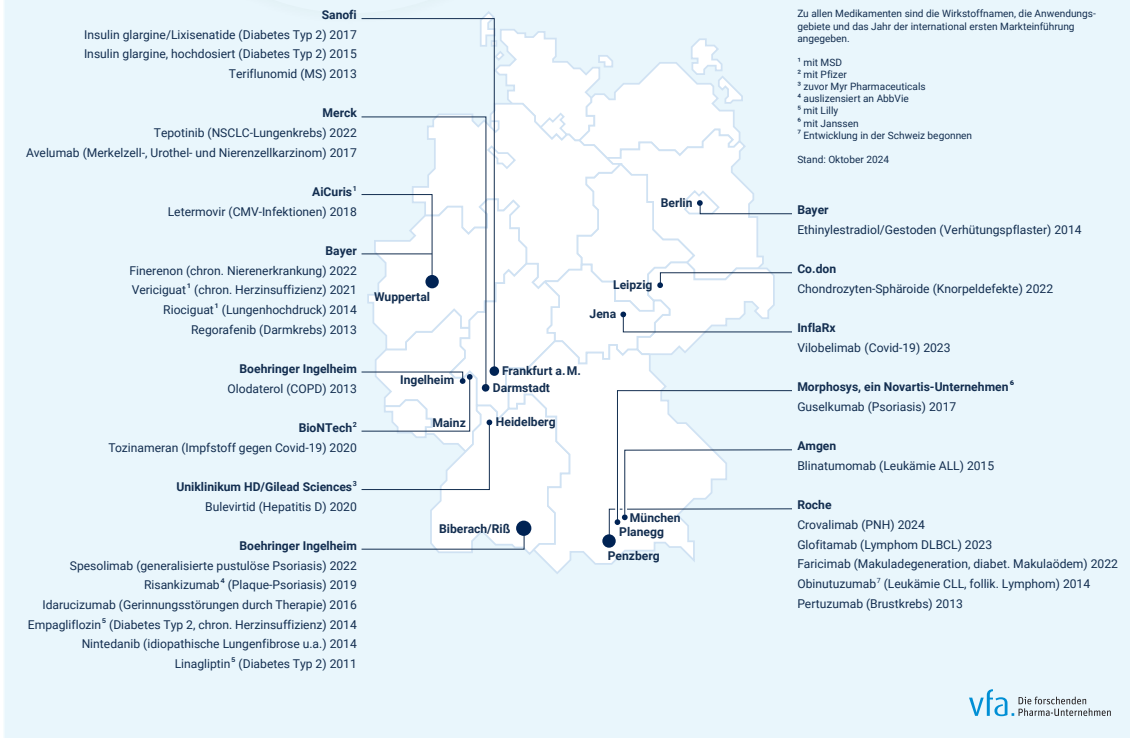 Sanofi
Insulin glargine/Lixisenatide (Diabetes Typ 2) 2017
Insulin glargine, hochdosiert (Diabetes Typ 2) 2015
Teriflunomid (MS) 2013
Merck
Tepotinib (NSCLC-Lungenkrebs) 2022
Avelumab (Merkelzell-, Urothel- und Nierenzellkarzinom) 2017
AiCuris¹
Letermovir (CMV-Infektionen) 2018
Bayer
Finerenon (chron. Nierenerkrankung) 2022
Vericiguat¹ (chron. Herzinsuffizienz) 2021
Riociguat¹ (Lungenhochdruck) 2014
Regorafenib (Darmkrebs) 2013
Boehringer Ingelheim
Olodaterol (COPD) 2013
BioNTech²
Tozinameran (Impfstoff gegen Covid-19) 2020
Uniklinikum HD/Gilead Sciences³
Bulevirtid (Hepatitis D) 2020
Boehringer Ingelheim
Spesolimab (generalisierte pustulöse Psoriasis) 2022
Risankizumab⁴ (Plaque-Psoriasis) 2019
Idarucizumab (Gerinnungsstörungen durch Therapie) 2016
Empagliflozin⁵ (Diabetes Typ 2, chron. Herzinsuffizienz) 2014
Nintedanib (idiopathische Lungenfibrose u.a.) 2014
Linagliptin⁵ (Diabetes Typ 2) 2011
Berlin
Leipzig
Jena
Wuppertal
Frankfurt a. M.
Ingelheim
Darmstadt
Mainz
Heidelberg
Biberach/Riß
München
Planegg
Penzberg
Zu allen Medikamenten sind die Wirkstoffnamen, die Anwendungs-
gebiete und das Jahr der international ersten Markteinführung
angegeben.
¹ mit MSD
² mit Pfizer
³ zuvor Myr Pharmaceuticals
⁴ auslizensiert an AbbVie
⁵ mit Lilly
⁶ mit Janssen
⁷ Entwicklung in der Schweiz begonnen
Stand: Oktober 2024
Bayer
Ethinylestradiol/Gestoden (Verhütungspflaster) 2014
Co.don
Chondrozyten-Sphäroide (Knorpeldefekte) 2022
InflaRx
Vilobelimab (Covid-19) 2023
Morphosys, ein Novartis-Unternehmen⁶
Guselkumab (Psoriasis) 2017
Amgen
Blinatumomab (Leukämie ALL) 2015
Roche
Crovalimab (PNH) 2024
Glofitamab (Lymphom DLBCL) 2023
Faricimab (Makuladegeneration, diabet. Makulaödem) 2022
Obinutuzumab⁷ (Leukämie CLL, follik. Lymphom) 2014
Pertuzumab (Brustkrebs) 2013
vfa. Die forschenden
Pharma-Unternehmen